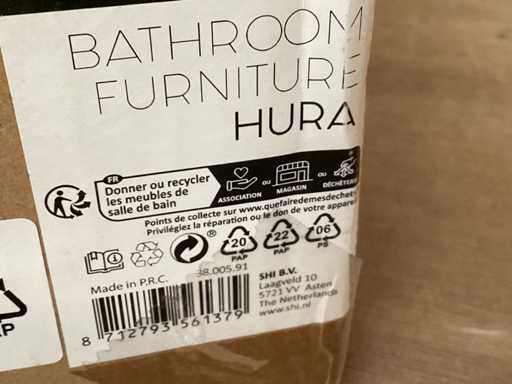 BATHROOM
FURNITURE
HURA
FR
Donner ou recycler
les meubles de
salle de bain
ASSOCIATION
OU
MAGASIN
OU
DÉCHÈTERIE
Points de collecte sur www.quefairedemesdechets
Privilégiez la réparation ou le don de votre appareil
20
PAP
22
PAP
06
PS
38.005.91
Made in P.R.C.
SHI B.V.
Laagveld 10
5721 VV Asten
The Netherlands
www.shi.nl
8 712793 561379
AP